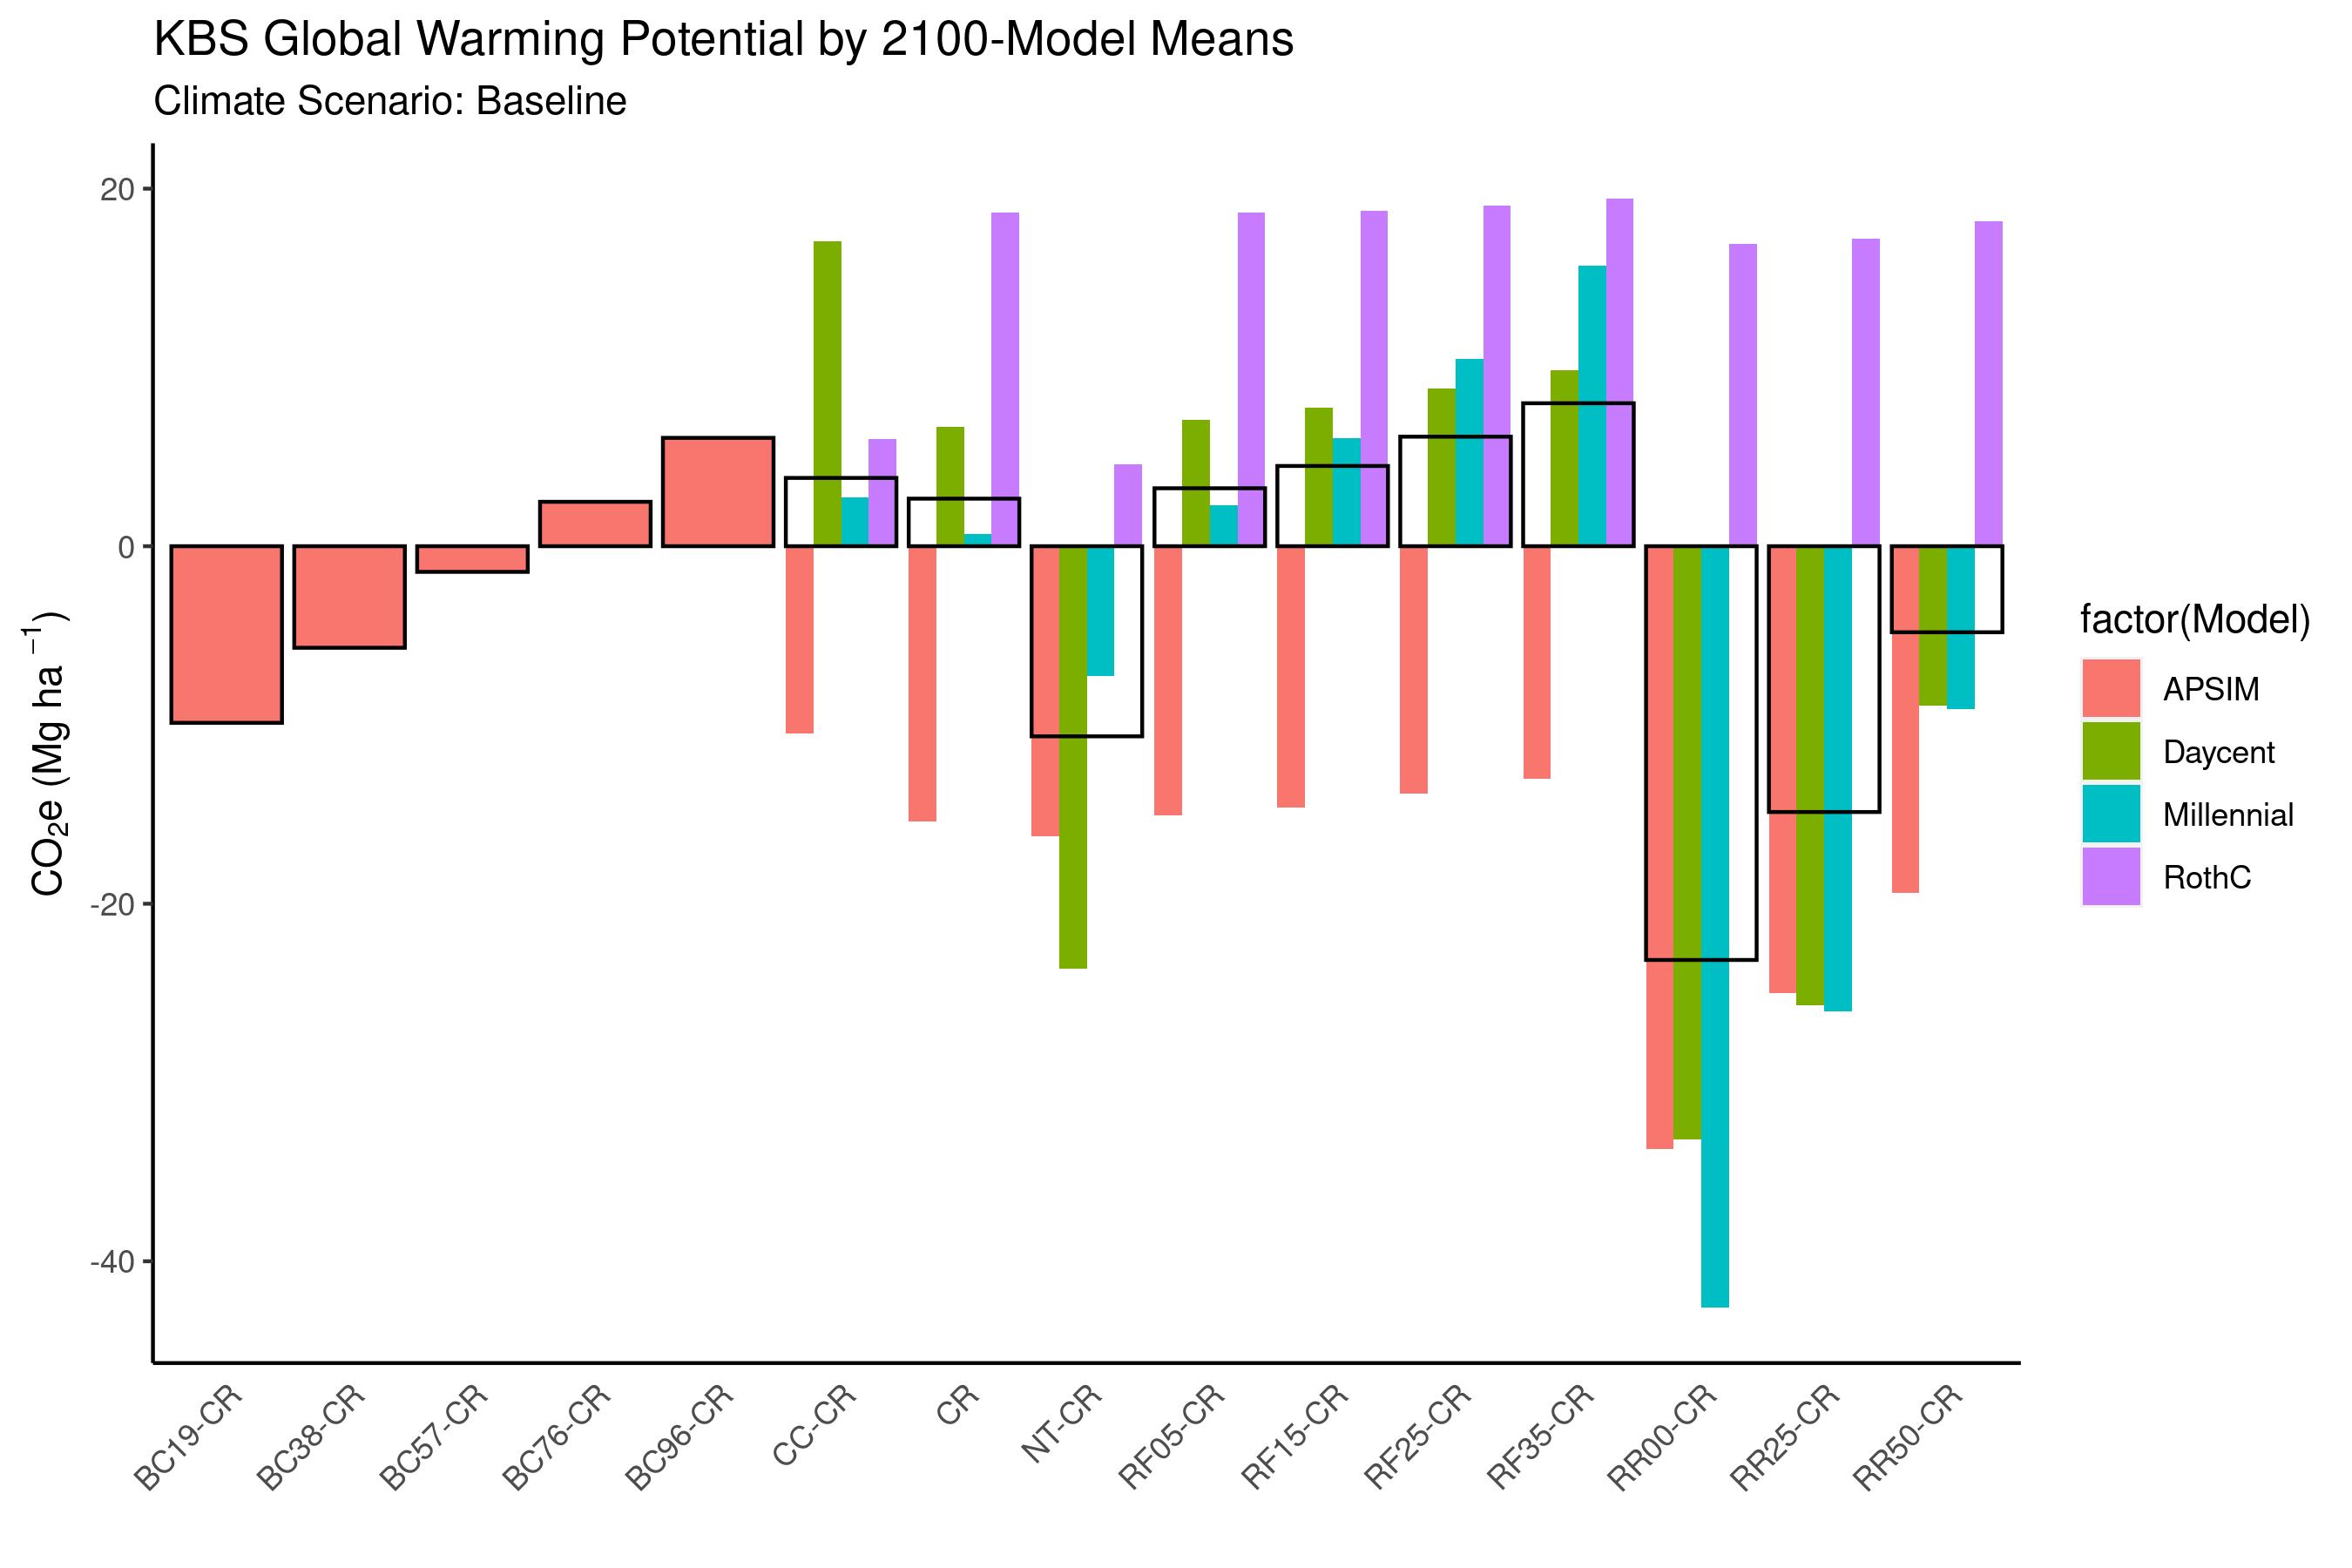 KBS Global Warming Potential by 2100-Model Means
Climate Scenario: Baseline
20
0
-20
-40
CO₂e (Mg ha ⁻¹)
BC19-CR
BC38-CR
BC57-CR
BC76-CR
BC96-CR
CC-CR
CR
NT-CR
RF05-CR
RF15-CR
RF25-CR
RF35-CR
RR00-CR
RR25-CR
RR50-CR
factor(Model)
APSIM
Daycent
Millennial
RothC